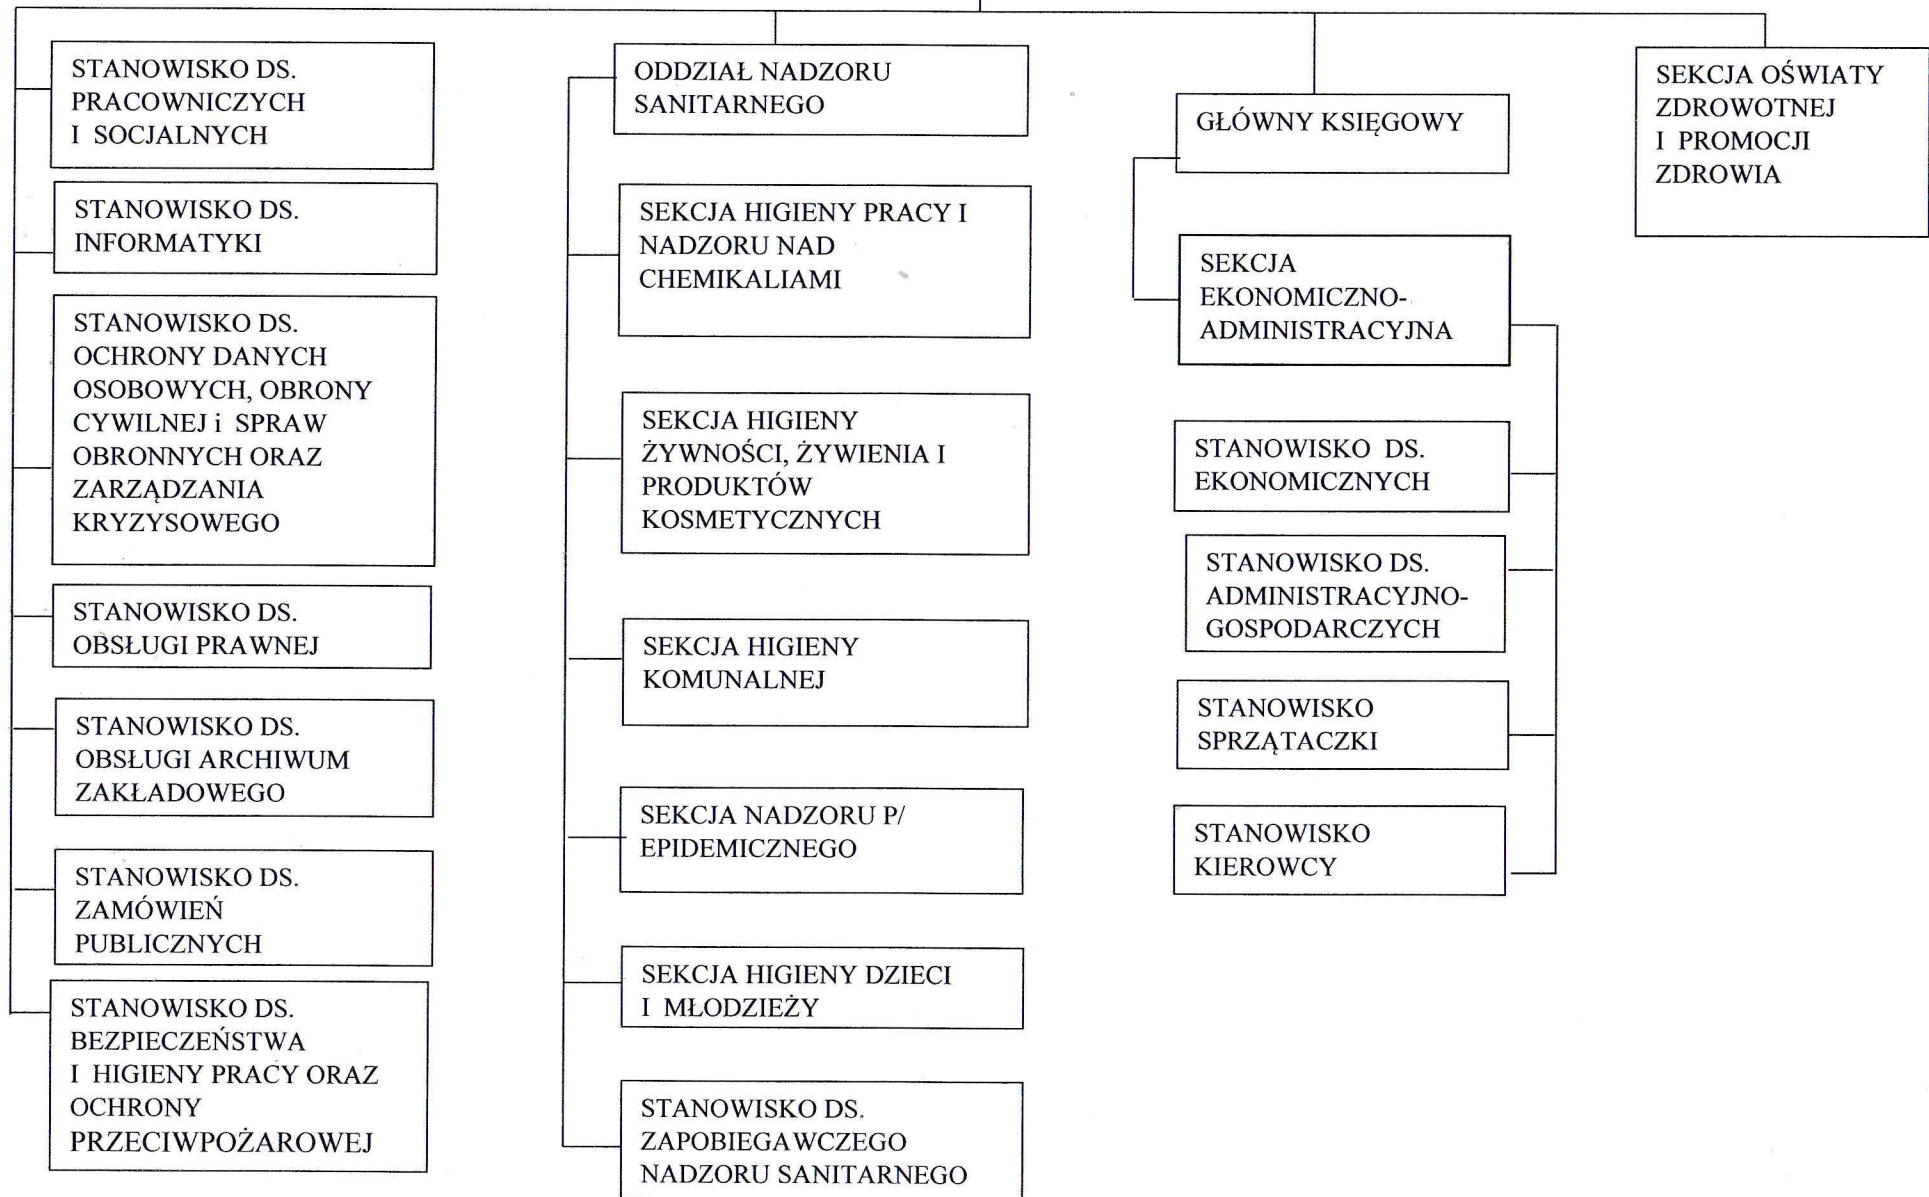 STANOWISKO DS.
PRACOWNICZYCH
I SOCJALNYCH
STANOWISKO DS.
INFORMATYKI
STANOWISKO DS.
OCHRONY DANYCH
OSOBOWYCH, OBRONY
CYWILNEJ i SPRAW
OBRONNYCH ORAZ
ZARZĄDZANIA
KRYZYSOWEGO
STANOWISKO DS.
OBSŁUGI PRAWNEJ
STANOWISKO DS.
OBSŁUGI ARCHIWUM
ZAKŁADOWEGO
STANOWISKO DS.
ZAMÓWIEŃ
PUBLICZNYCH
STANOWISKO DS.
BEZPIECZEŃSTWA
I HIGIENY PRACY ORAZ
OCHRONY
PRZECIWPOŻAROWEJ
ODDZIAŁ NADZORU
SANITARNEGO
SEKCJA HIGIENY PRACY I
NADZORU NAD
CHEMIKALIAMI
SEKCJA HIGIENY
ŻYWNOŚCI, ŻYWIENIA I
PRODUKTÓW
KOSMETYCZNYCH
SEKCJA HIGIENY
KOMUNALNEJ
SEKCJA NADZORU P/
EPIDEMICZNEGO
SEKCJA HIGIENY DZIECI
I MŁODZIEŻY
STANOWISKO DS.
ZAPOBIEGAWCZEGO
NADZORU SANITARNEGO
GŁÓWNY KSIĘGOWY
SEKCJA
EKONOMICZNO-
ADMINISTRACYJNA
STANOWISKO DS.
EKONOMICZNYCH
STANOWISKO DS.
ADMINISTRACYJNO-
GOSPODARCZYCH
STANOWISKO
SPRZĄTACZKI
STANOWISKO
KIEROWCY
SEKCJA OŚWIATY
ZDROWOTNEJ
I PROMOCJI
ZDROWIA